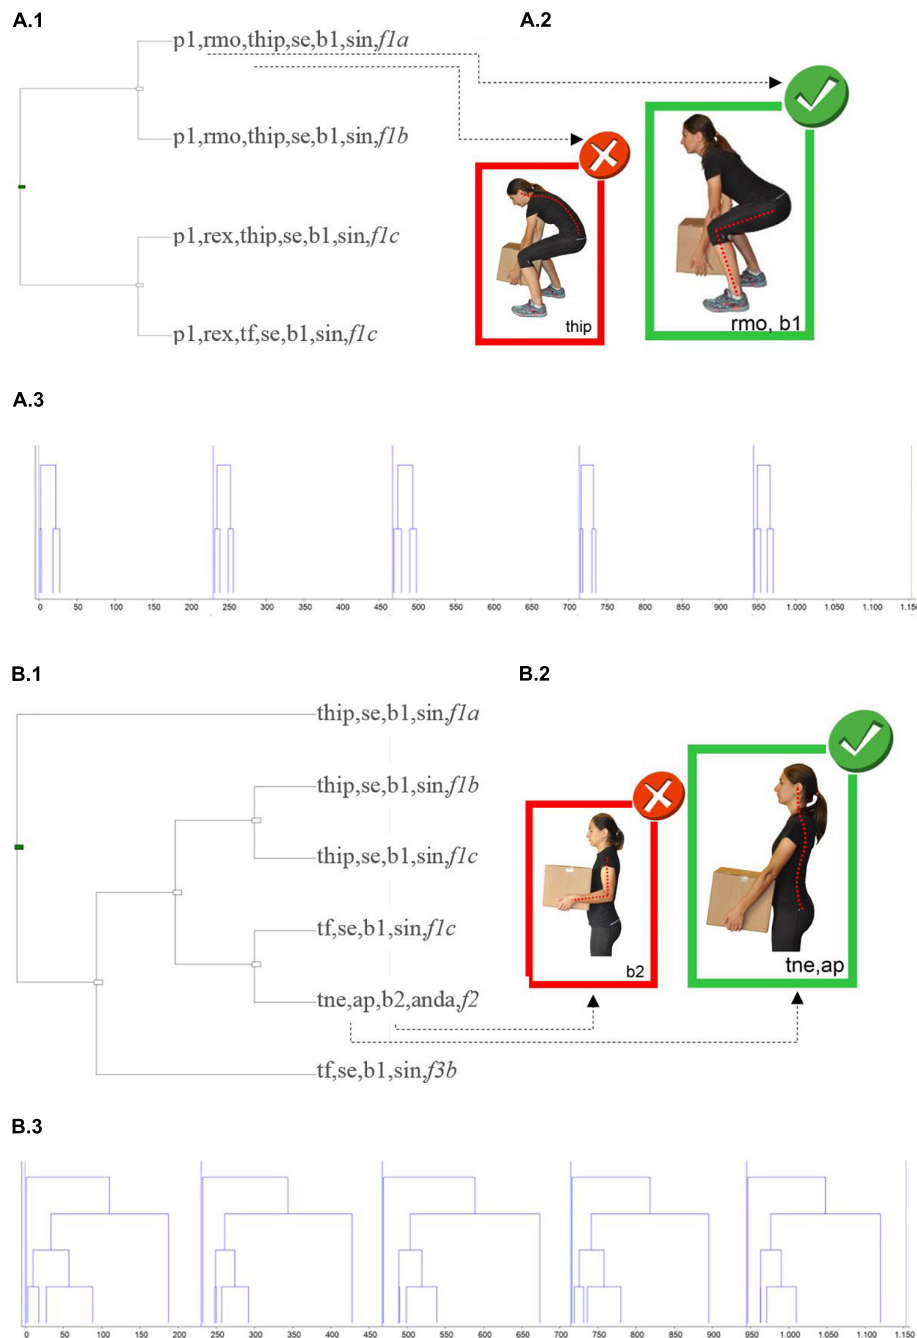 A.1
A.2
p1,rmo,thip,se,b1,sin,f1a
p1,rmo,thip,se,b1,sin,f1b
p1,rex,thip,se,b1,sin,f1c
p1,rex,tf,se,b1,sin,f1c
thip
rmo, b1
A.3
0 50 100 150 200 250 300 350 400 450 500 550 600 650 700 750 800 850 900 950 1.000 1.050 1.100 1.150
B.1
B.2
thip,se,b1,sin,f1a
thip,se,b1,sin,f1b
thip,se,b1,sin,f1c
tf,se,b1,sin,f1c
tne,ap,b2,anda,f2
tf,se,b1,sin,f3b
b2
tne,ap
B.3
0 50 100 150 200 250 300 350 400 450 500 550 600 650 700 750 800 850 900 950 1.000 1.050 1.100 1.150